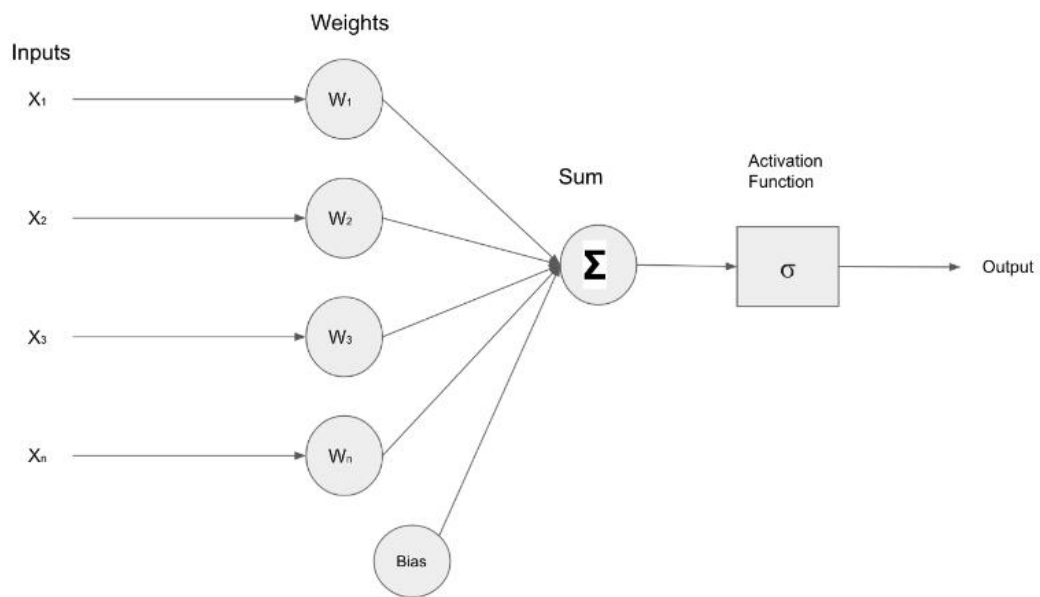 Weights
Inputs
X₁
W₁
X₂
W₂
X₃
W₃
Xₙ
Wₙ
Bias
Sum
Σ
Activation
Function
σ
Output